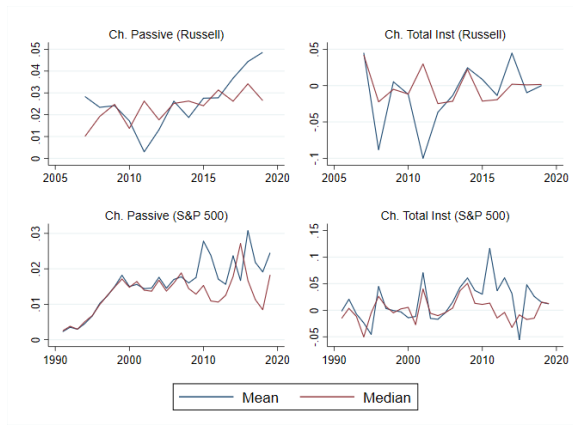 Ch. Passive (Russell)
0 .01 .02 .03 .04 .05
2005 2010 2015 2020
Ch. Total Inst (Russell)
-.1 -.05 0 .05
2005 2010 2015 2020
Ch. Passive (S&P 500)
0 .01 .02 .03
1990 2000 2010 2020
Ch. Total Inst (S&P 500)
-.05 0 .05 .1 .15
1990 2000 2010 2020
Mean Median